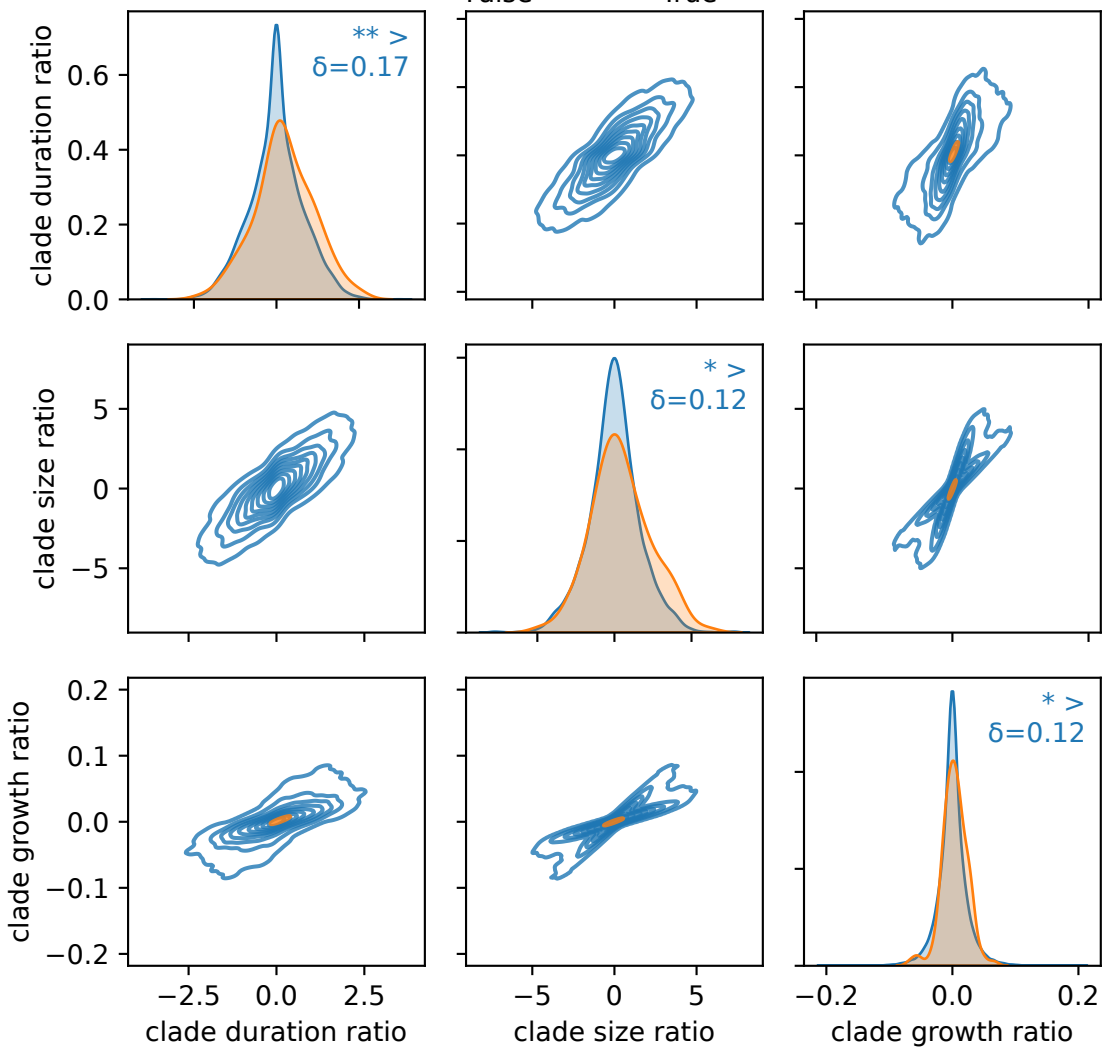 True
clade duration ratio
0.6
0.4
0.2
0.0
** >
δ=0.17
clade size ratio
5
0
−5
* >
δ=0.12
clade growth ratio
0.2
0.1
0.0
−0.1
−0.2
* >
δ=0.12
−2.5 0.0 2.5
−5 0 5
−0.2 0.0 0.2
clade duration ratio
clade size ratio
clade growth ratio